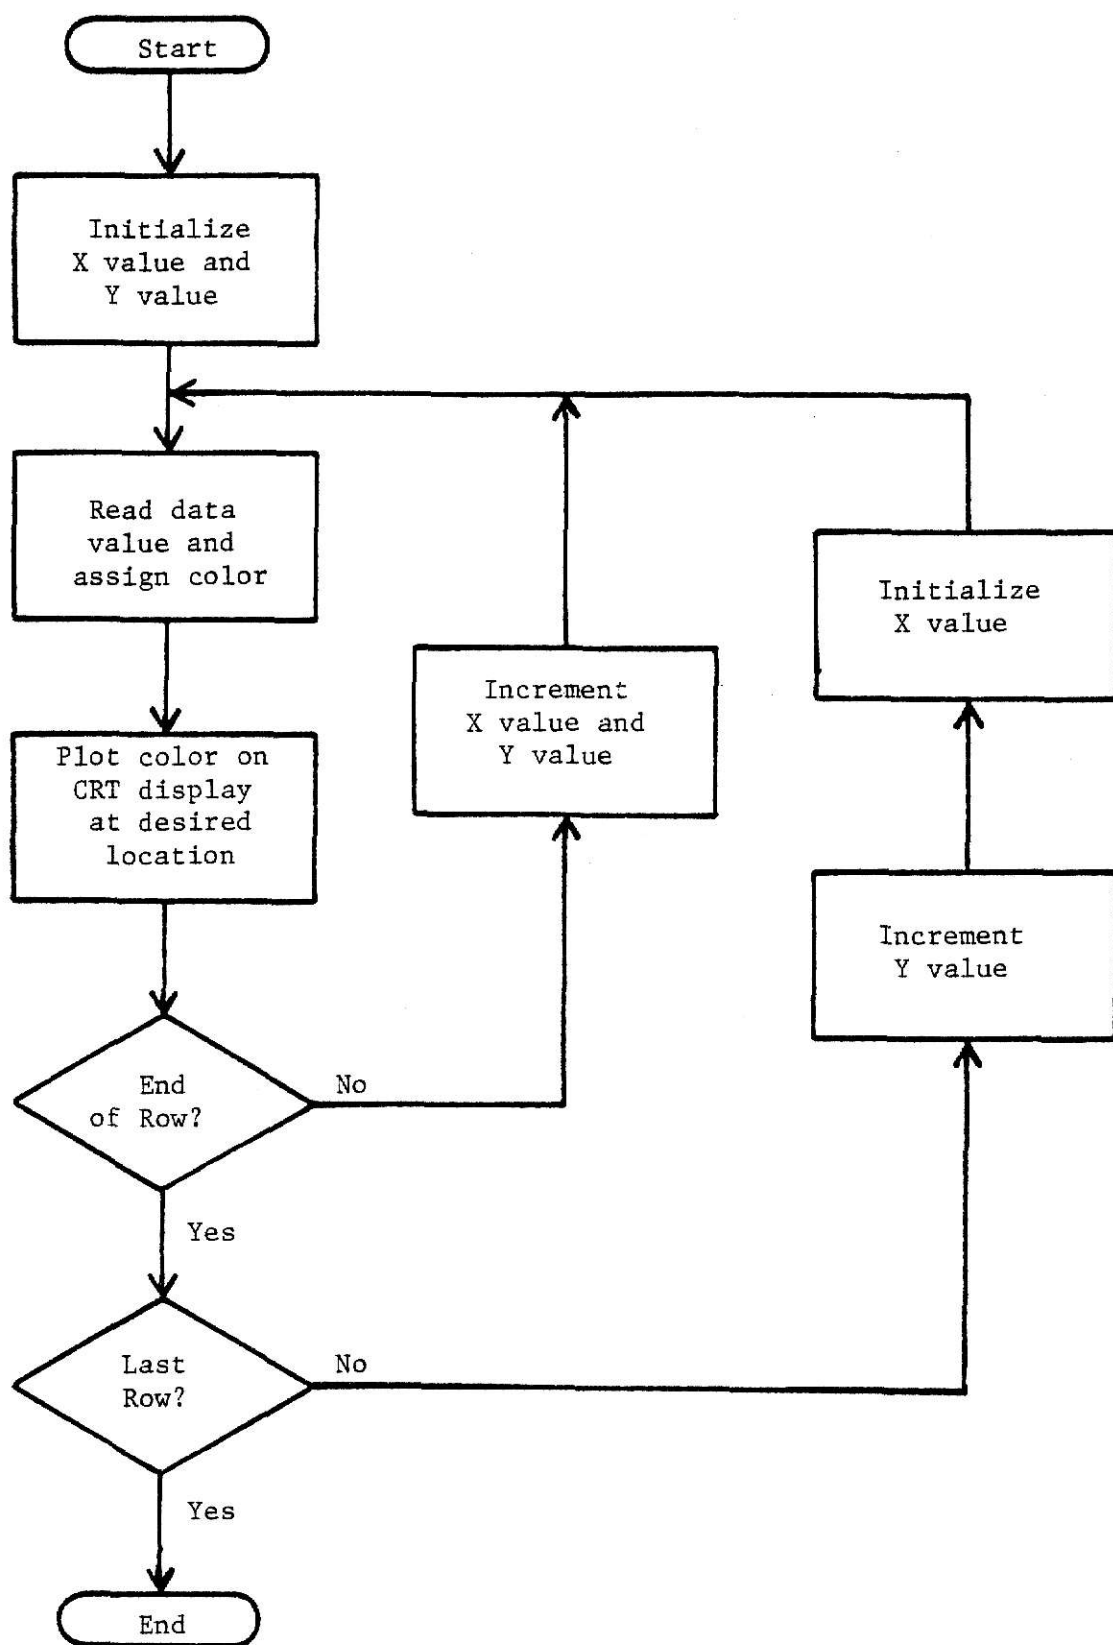 Start
Initialize
X value and
Y value
Read data
value and
assign color
Plot color on
CRT display
at desired
location
End
of Row?
No
Yes
Last
Row?
No
Yes
End
Increment
X value and
Y value
Initialize
X value
Increment
Y value